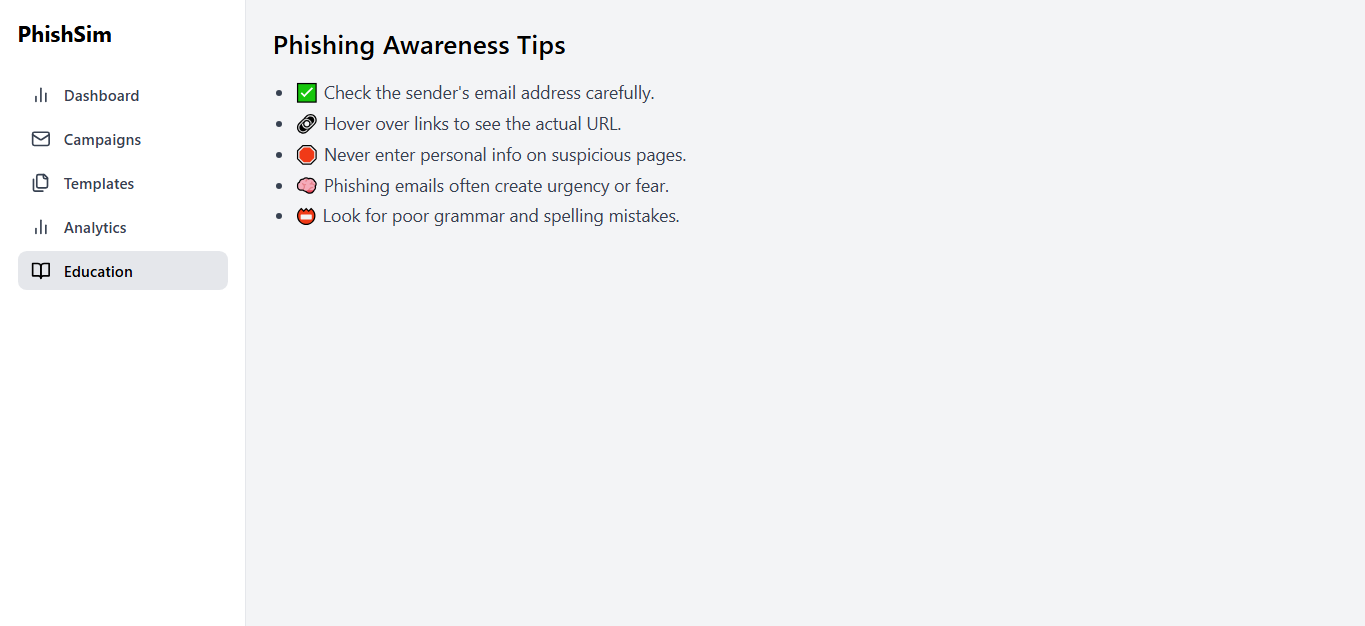 PhishSim
Dashboard
Campaigns
Templates
Analytics
Education
Phishing Awareness Tips
• ✅ Check the sender's email address carefully.
• 🔗 Hover over links to see the actual URL.
• 🛑 Never enter personal info on suspicious pages.
• 🧠 Phishing emails often create urgency or fear.
• 📛 Look for poor grammar and spelling mistakes.